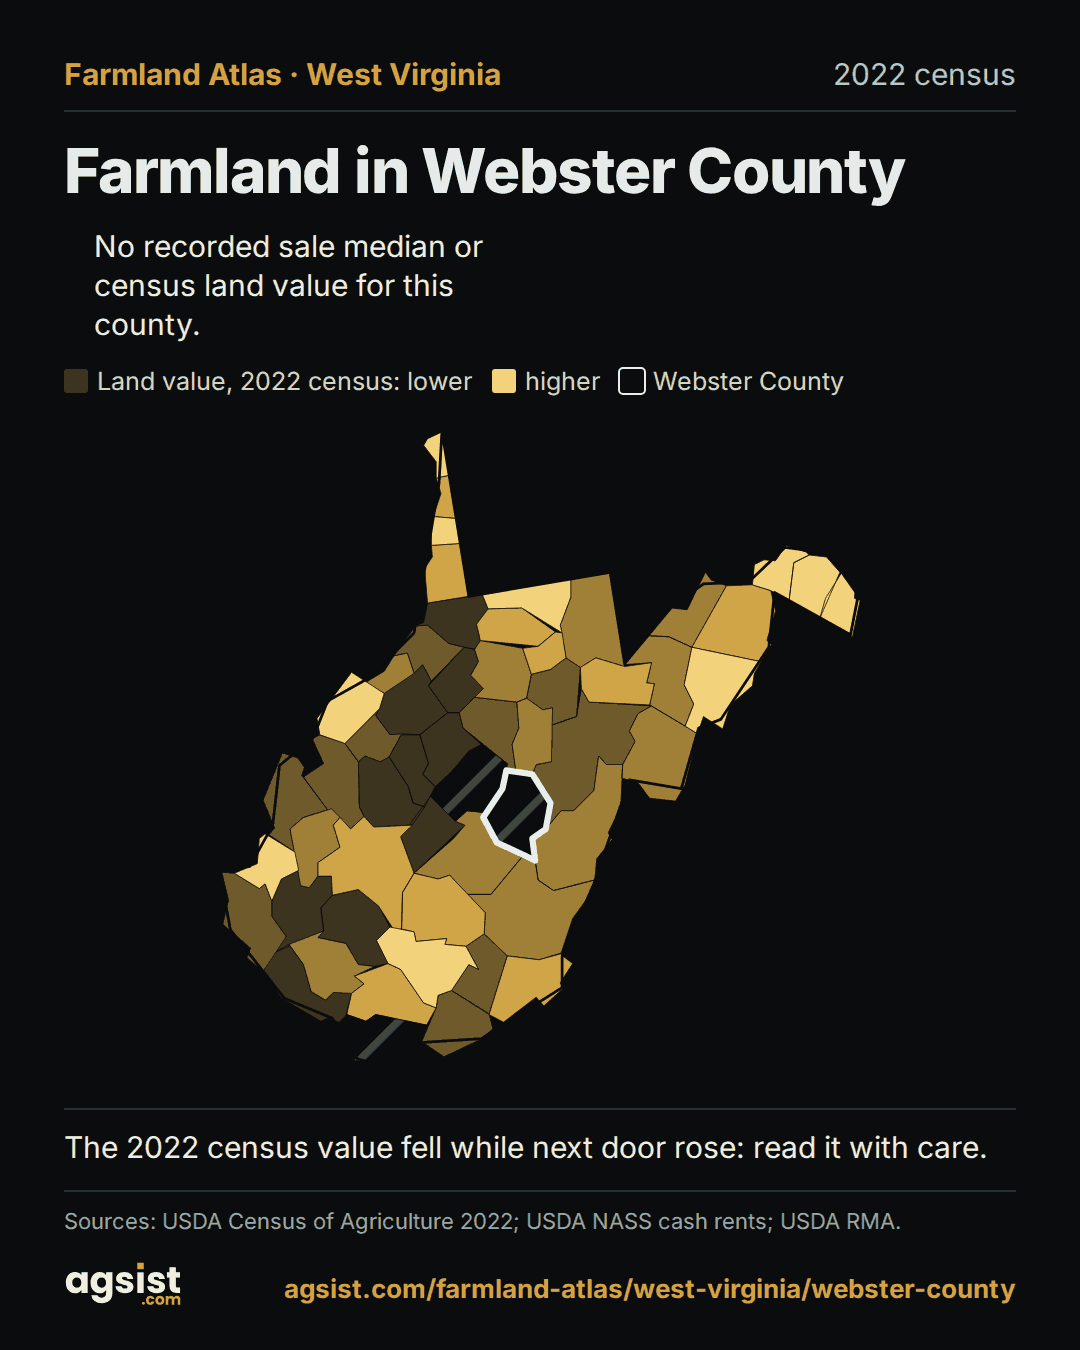 Farmland Atlas · West Virginia
2022 census
Farmland in Webster County
No recorded sale median or
census land value for this
county.
Land value, 2022 census: lower
higher
Webster County
The 2022 census value fell while next door rose: read it with care.
Sources: USDA Census of Agriculture 2022; USDA NASS cash rents; USDA RMA.
agsist
.com
agsist.com/farmland-atlas/west-virginia/webster-county